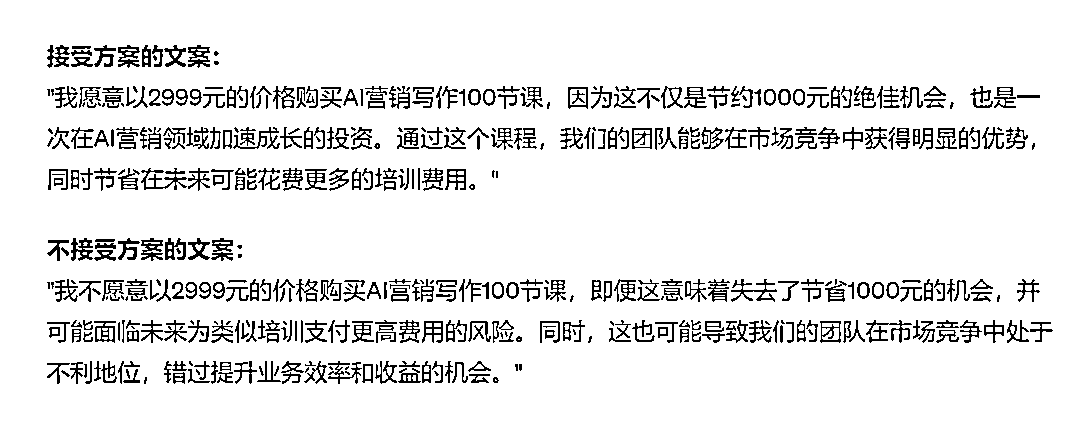 接受方案的文案：
"我愿意以2999元的价格购买AI营销写作100节课，因为这不仅是节约1000元的绝佳机会，也是一
次在AI营销领域加速成长的投资。通过这个课程，我们的团队能够在市场竞争中获得明显的优势，
同时节省在未来可能花费更多的培训费用。"
不接受方案的文案：
"我不愿意以2999元的价格购买AI营销写作100节课，即便这意味着失去了节省1000元的机会，并
可能面临未来为类似培训支付更高费用的风险。同时，这也可能导致我们的团队在市场竞争中处于
不利地位，错过提升业务效率和收益的机会。"